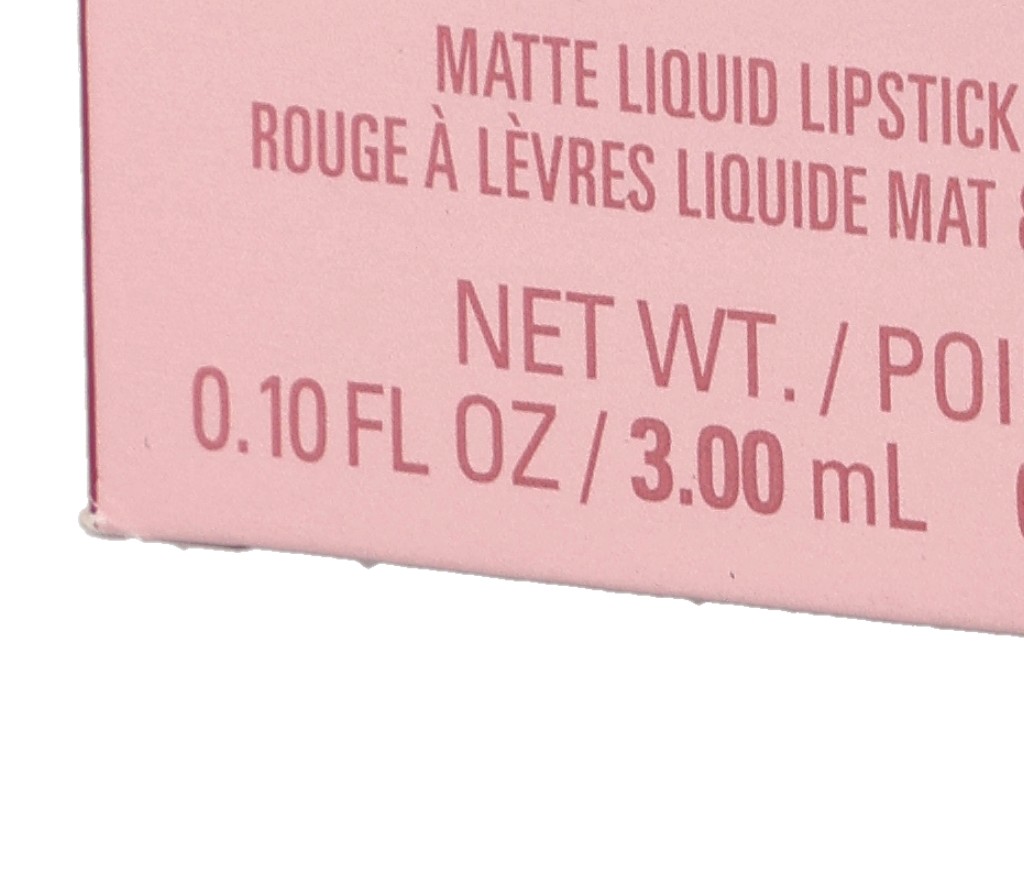 MATTE LIQUID LIPSTICK
ROUGE À LÈVRES LIQUIDE MAT &
NET WT. / POI
0.10 FL OZ / 3.00 mL